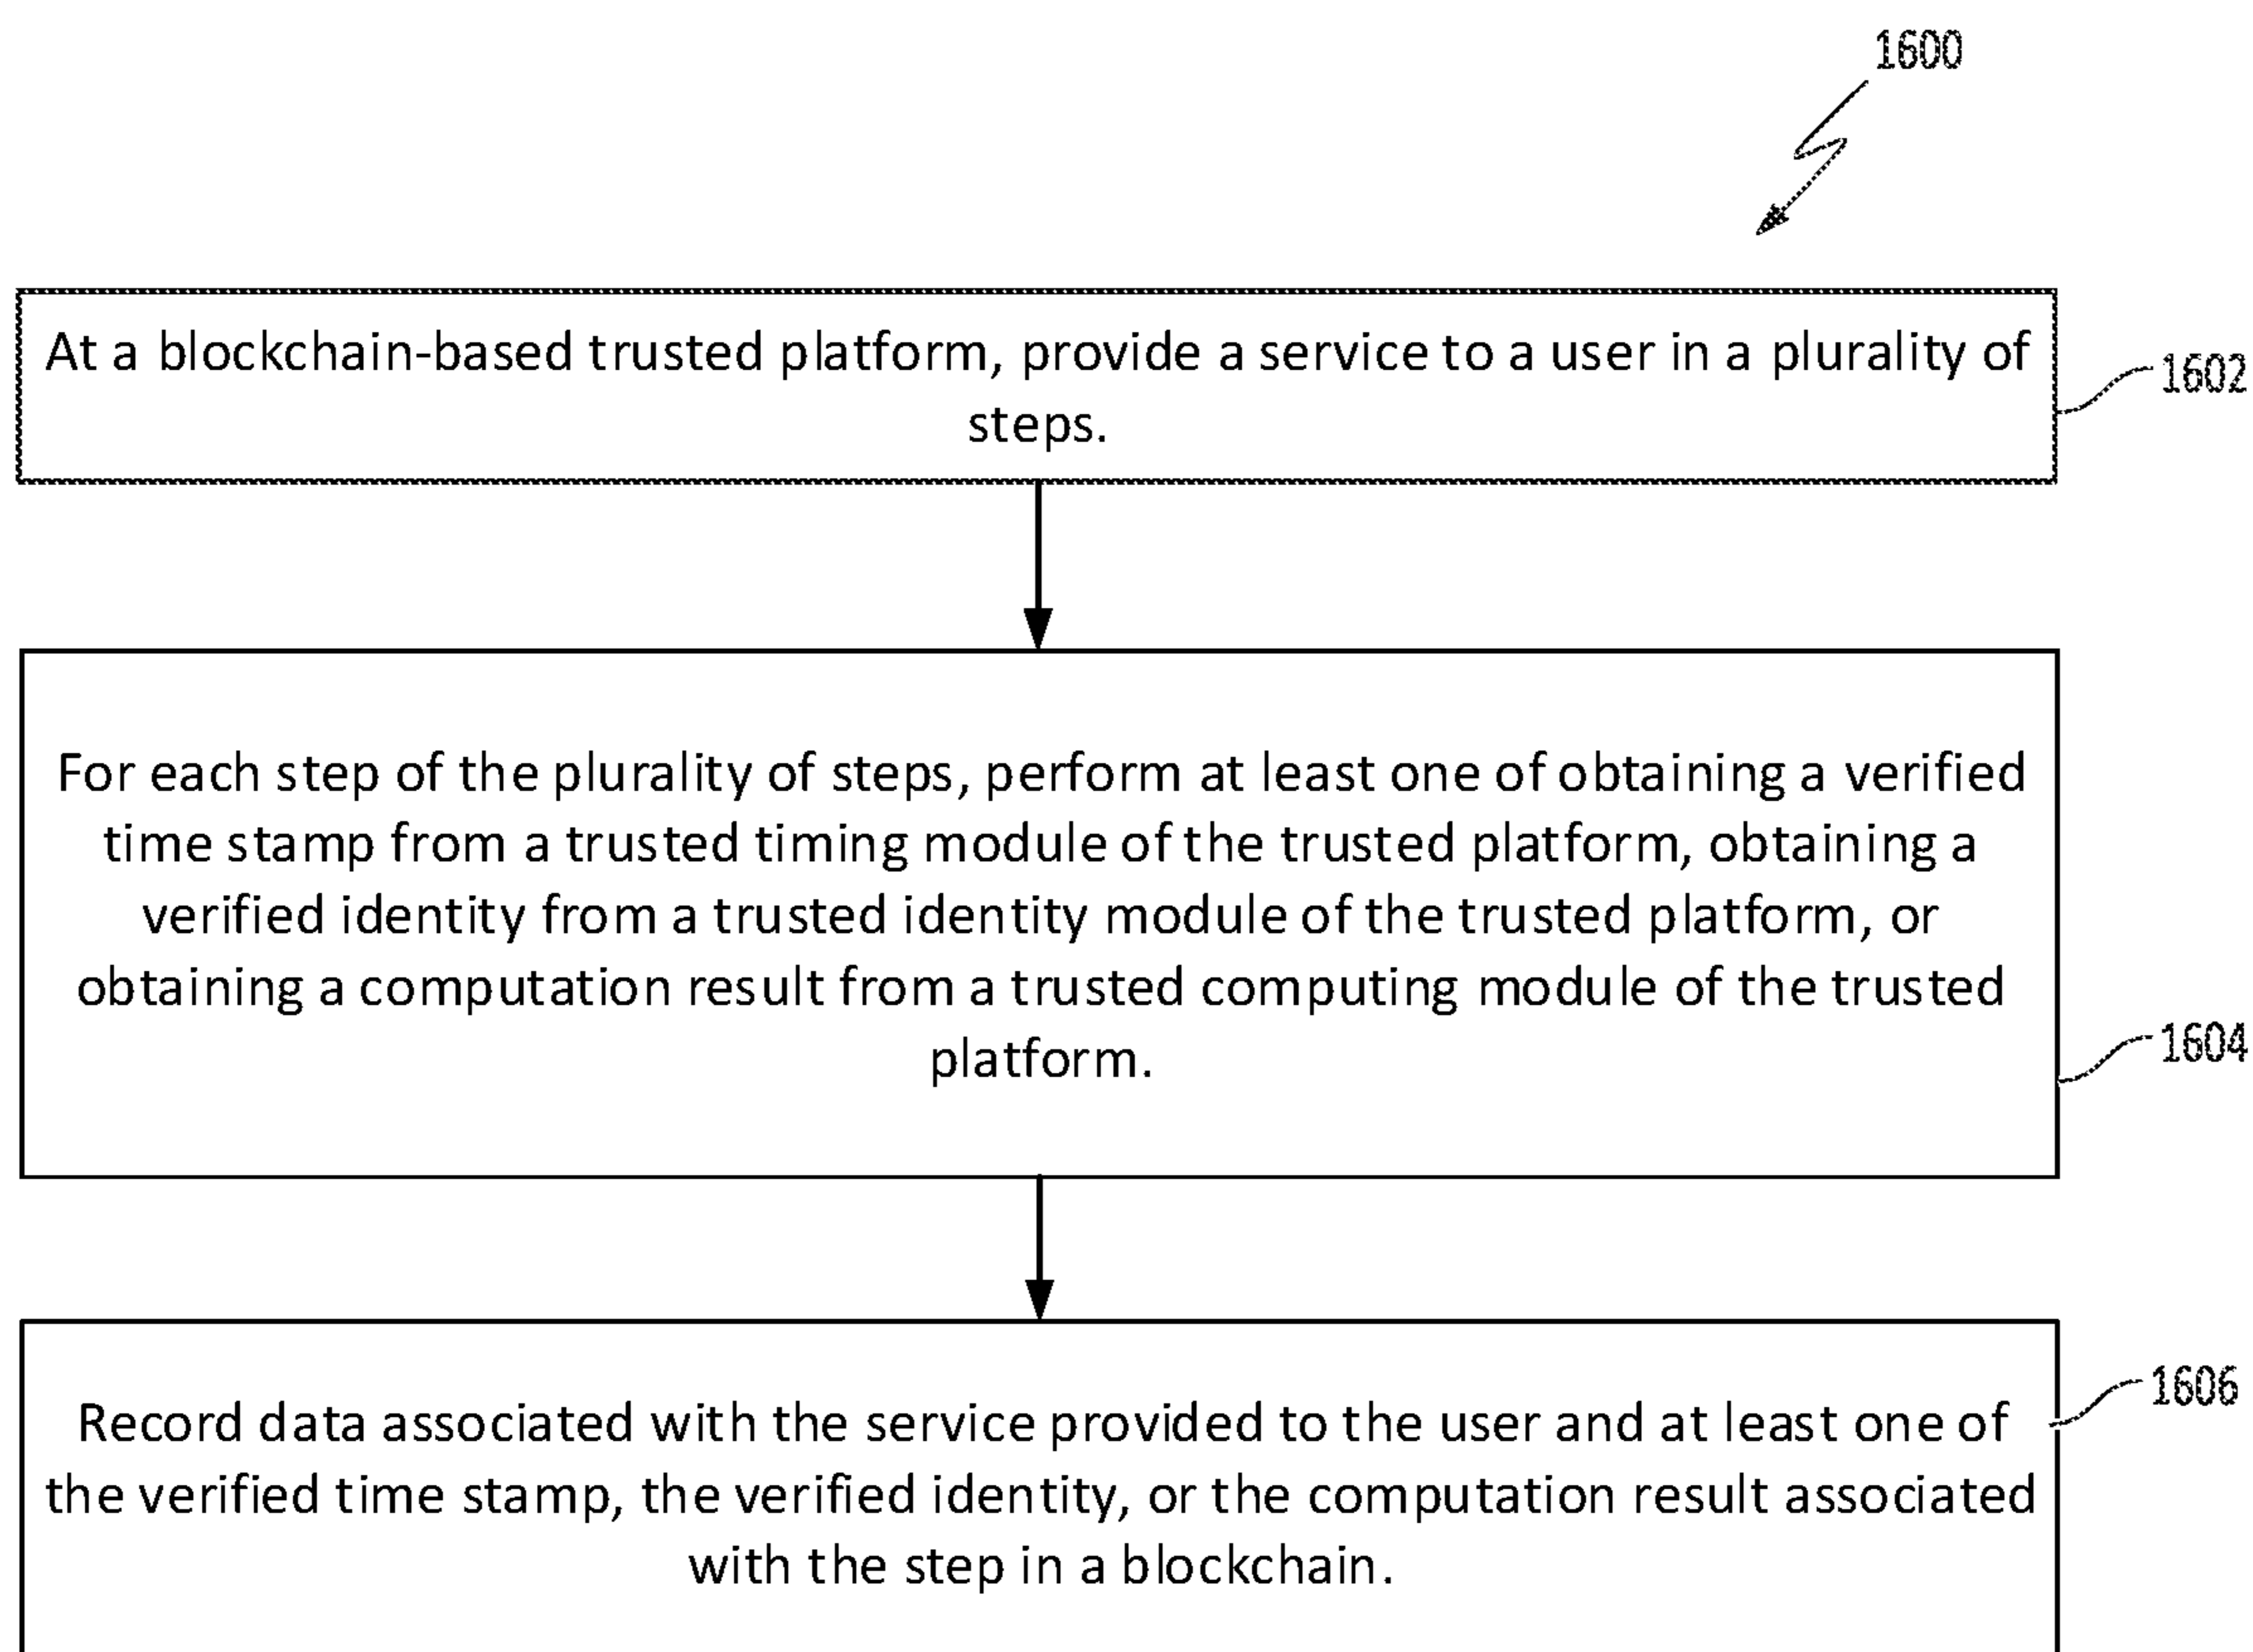 1600
At a blockchain-based trusted platform, provide a service to a user in a plurality of
steps.
1602
For each step of the plurality of steps, perform at least one of obtaining a verified
time stamp from a trusted timing module of the trusted platform, obtaining a
verified identity from a trusted identity module of the trusted platform, or
obtaining a computation result from a trusted computing module of the trusted
platform.
1604
Record data associated with the service provided to the user and at least one of
the verified time stamp, the verified identity, or the computation result associated
with the step in a blockchain.
1606